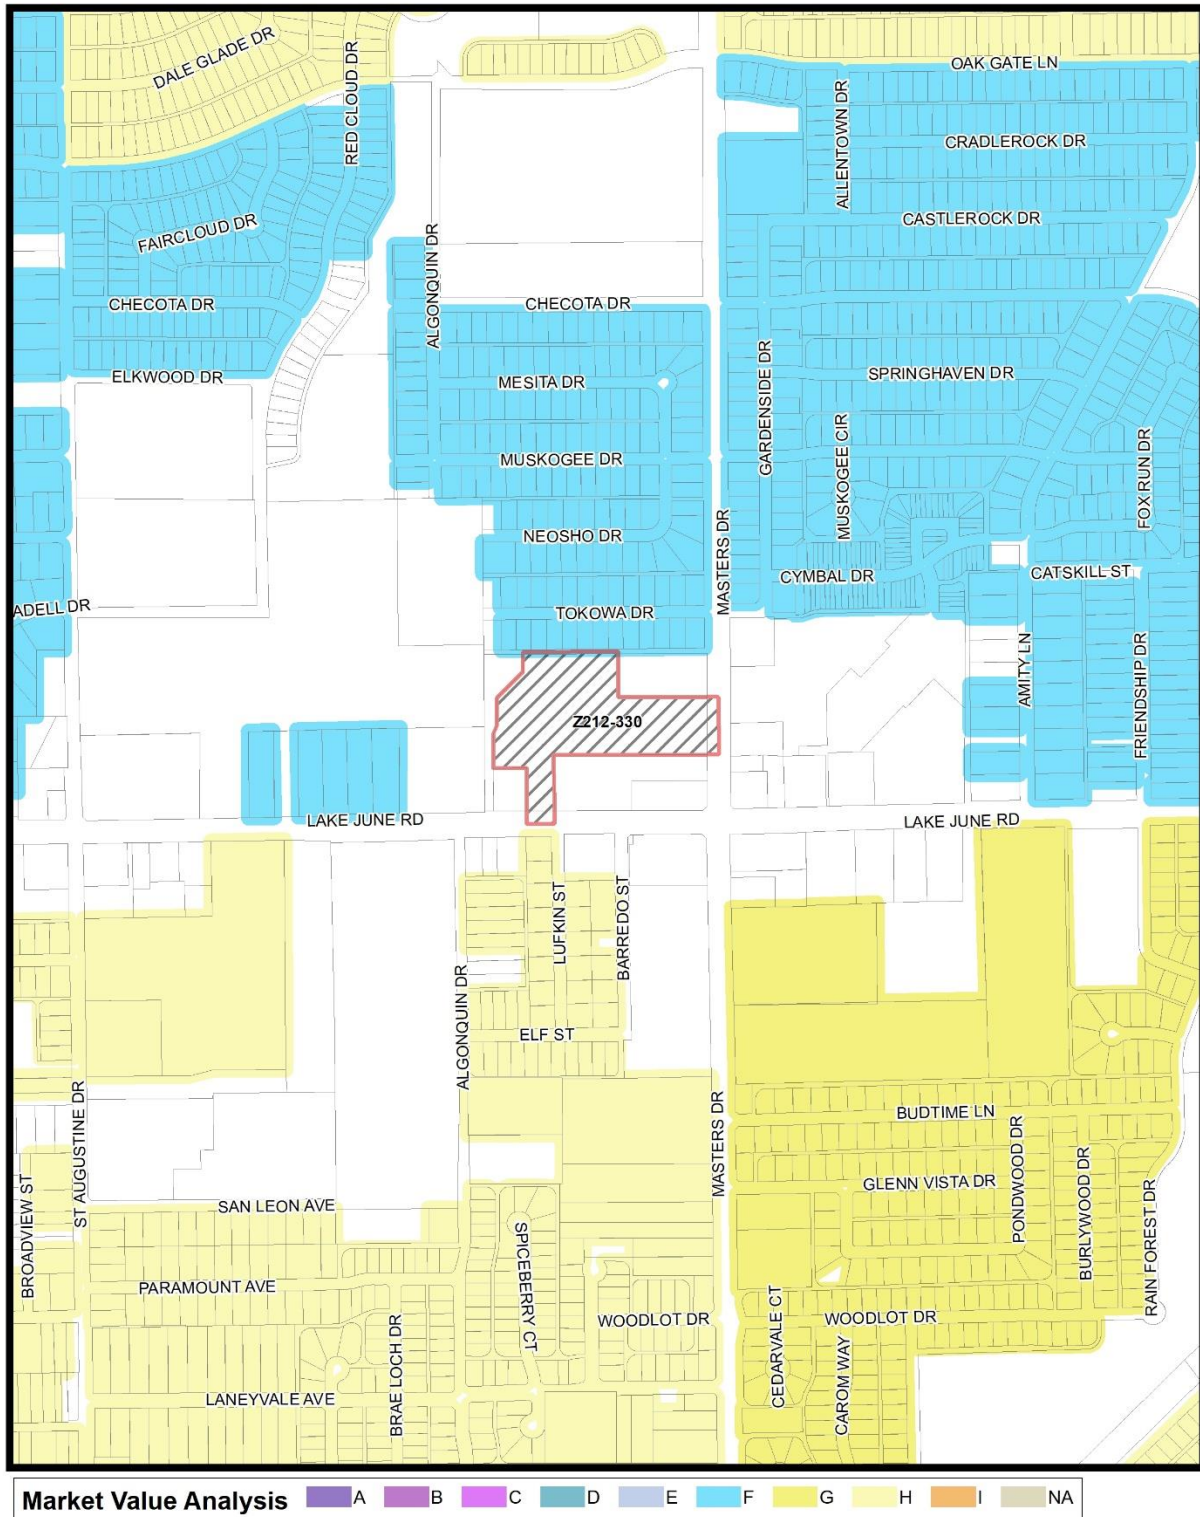 DALE GLADE DR
RED CLOUD DR
OAK GATE LN
ALLENTOWN DR
CRADLEROCK DR
FAIRCLOUD DR
ALGONQUIN DR
CASTLEROCK DR
CHECOTA DR
CHECOTA DR
ELKWOOD DR
MESITA DR
GARDENSIDE DR
SPRINGHAVEN DR
MUSKOGEE DR
MUSKOGEE CIR
FOX RUN DR
NEOSHO DR
MASTERS DR
CYMBAL DR
CATSKILL ST
ADELL DR
TOKOWA DR
AMITY LN
FRIENDSHIP DR
Z212-330
LAKE JUNE RD
LAKE JUNE RD
LUFKIN ST
BARREDO ST
ALGONQUIN DR
ELF ST
ST AUGUSTINE DR
MASTERS DR
BUDTIME LN
PONDWOOD DR
BROADVIEW ST
SAN LEON AVE
GLENN VISTA DR
BURLYWOOD DR
RAIN FOREST DR
SPICEBERRY CT
PARAMOUNT AVE
WOODLOT DR
CEDARVALE CT
WOODLOT DR
BRAE LOCH DR
CAROM WAY
LANEYVALE AVE
Market Value Analysis A B C D E F G H I NA